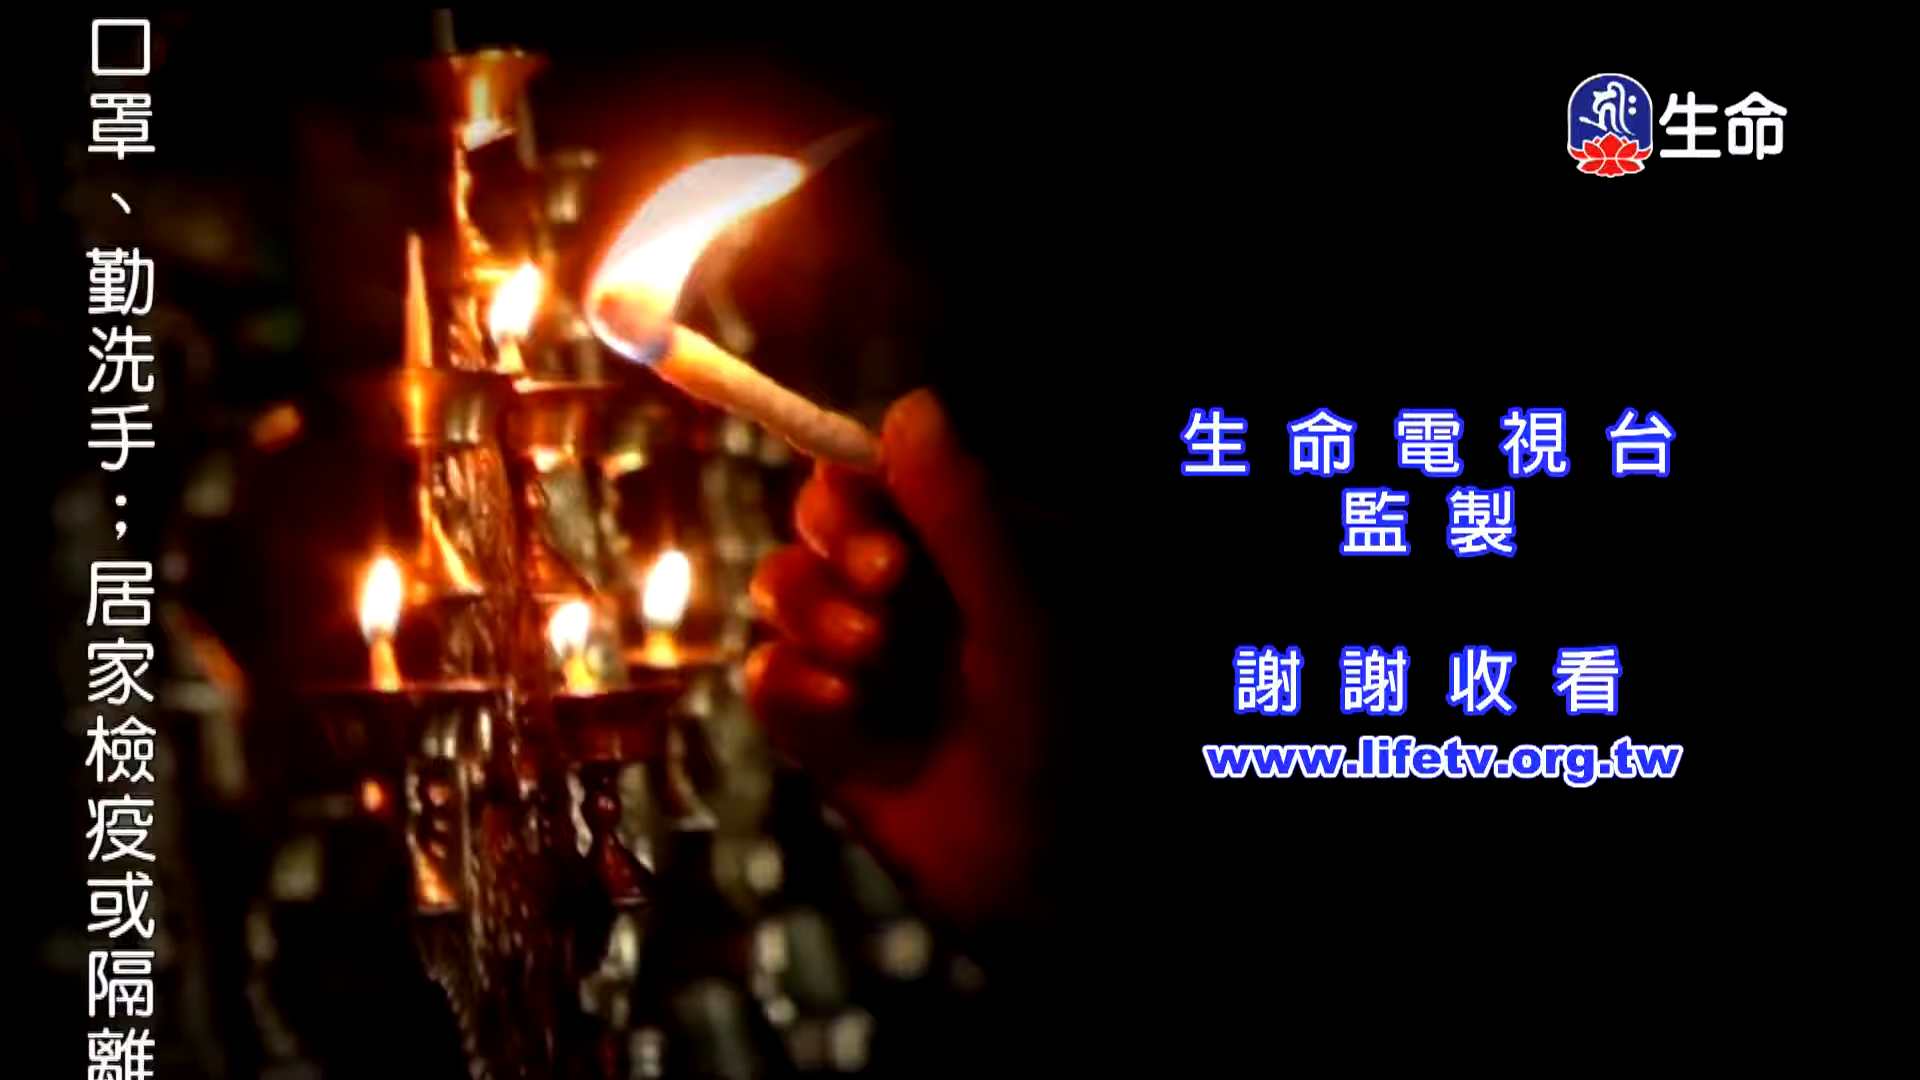 口罩、勤洗手；居家檢疫或隔離
生命
生命電視台
監製
謝謝收看
www.lifetv.org.tw